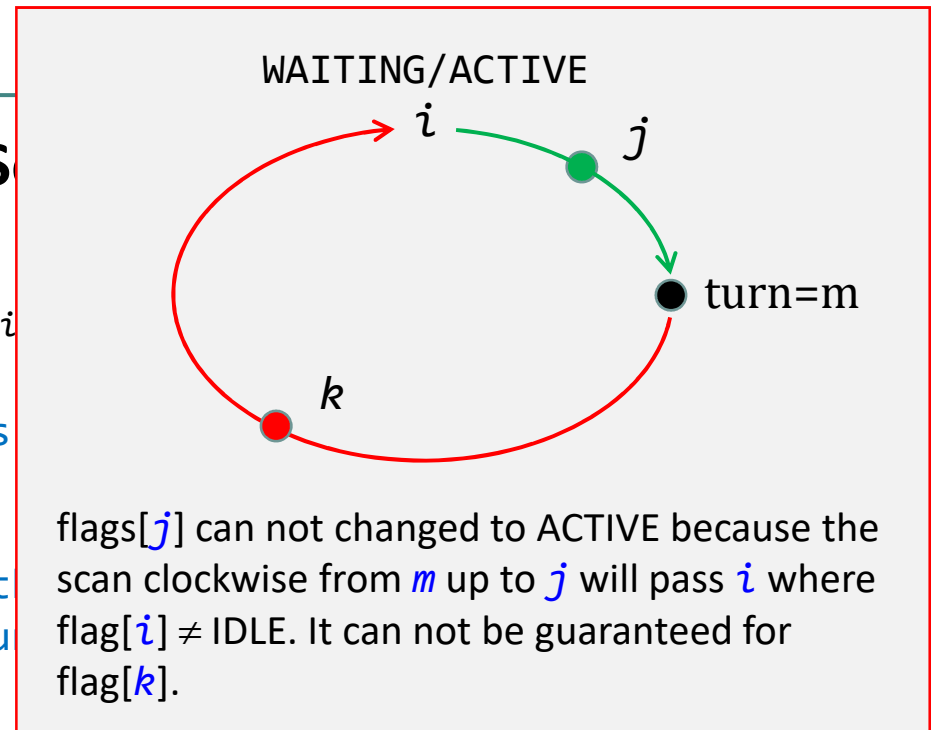 WAITING/ACTIVE
i
j
turn=m
k
flags[j] can not changed to ACTIVE because the
scan clockwise from m up to j will pass i where
flag[i] ≠ IDLE. It can not be guaranteed for
flag[k].